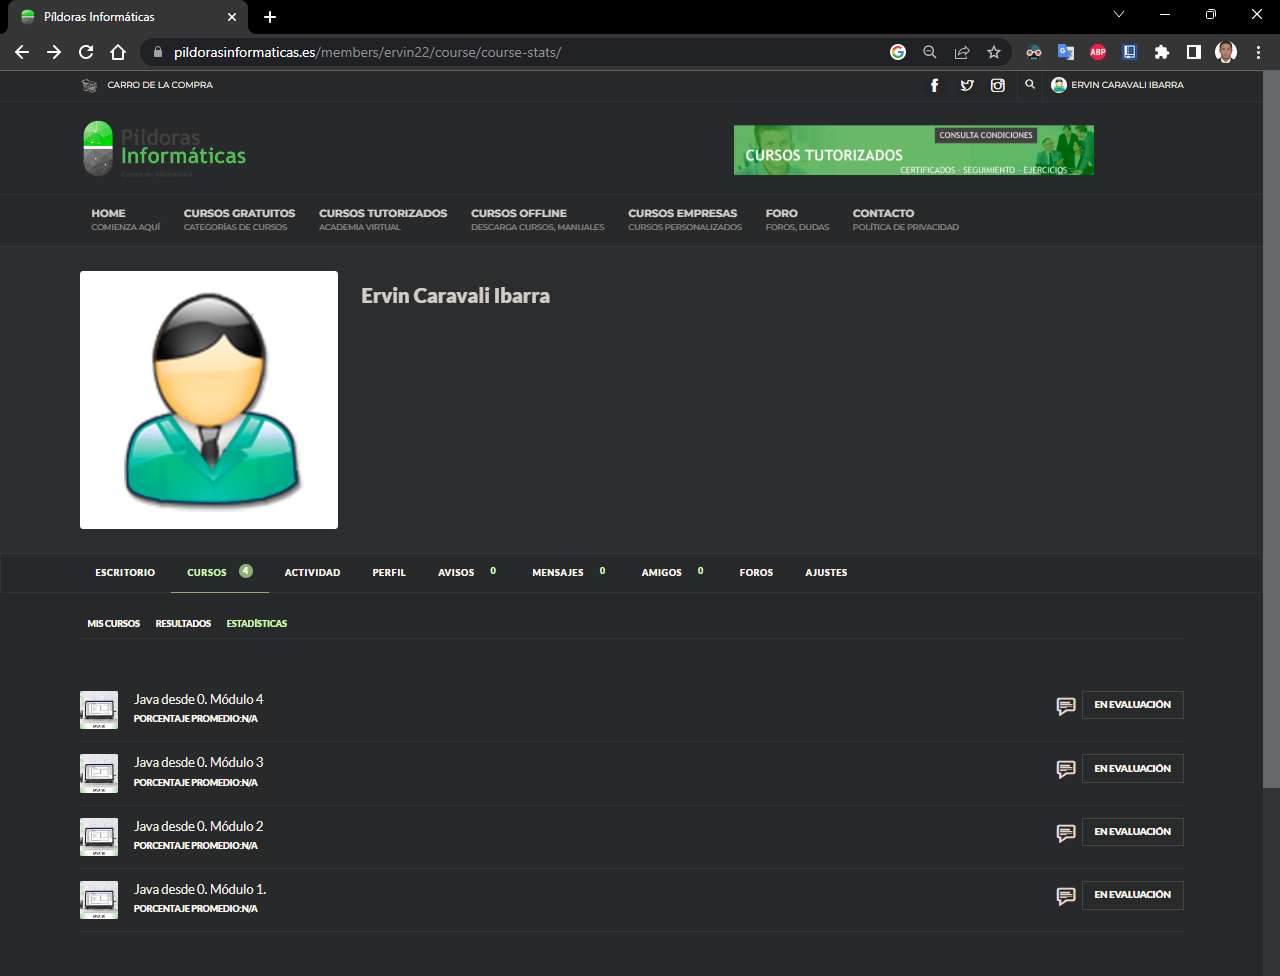 Píldoras Informáticas
pildorasinformaticas.es/members/ervin22/course/course-stats/
ABP
CARRO DE LA COMPRA
ERVIN CARAVALI IBARRA
Píldoras
Informáticas
Cursos de Informática
CONSULTA CONDICIONES
CURSOS TUTORIZADOS
CERTIFICADOS - SEGUIMIENTO - EJERCICIOS
HOME CURSOS GRATUITOS CURSOS TUTORIZADOS CURSOS OFFLINE CURSOS EMPRESAS FORO CONTACTO
COMIENZA AQUÍ CATEGORÍAS DE CURSOS ACADEMIA VIRTUAL DESCARGA CURSOS, MANUALES CURSOS PERSONALIZADOS FOROS, DUDAS POLÍTICA DE PRIVACIDAD
Ervin Caravali Ibarra
ESCRITORIO CURSOS 4 ACTIVIDAD PERFIL AVISOS 0 MENSAJES 0 AMIGOS 0 FOROS AJUSTES
MIS CURSOS RESULTADOS ESTADÍSTICAS
Java desde 0. Módulo 4
PORCENTAJE PROMEDIO:N/A
EN EVALUACIÓN
Java desde 0. Módulo 3
PORCENTAJE PROMEDIO:N/A
EN EVALUACIÓN
Java desde 0. Módulo 2
PORCENTAJE PROMEDIO:N/A
EN EVALUACIÓN
Java desde 0. Módulo 1.
PORCENTAJE PROMEDIO:N/A
EN EVALUACIÓN